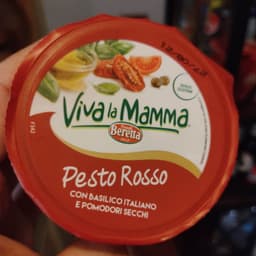 Viva la Mamma
Beretta
Pesto Rosso
CON BASILICO ITALIANO
E POMODORI SECCHI